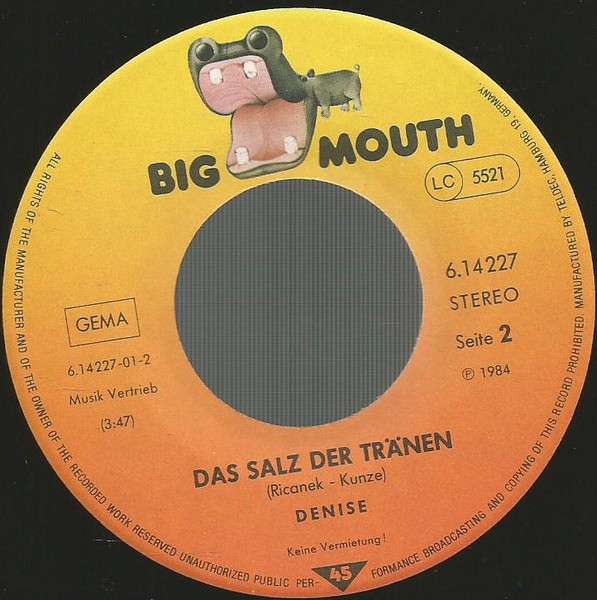 BIG MOUTH
LC 5521
6.14227
STEREO
Seite 2
℗ 1984
GEMA
6.14227-01-2
Musik Vertrieb
(3:47)
DAS SALZ DER TRÄNEN
(Ricanek - Kunze)
DENISE
Keine Vermietung!
45
ALL RIGHTS OF THE MANUFACTURER AND OF THE OWNER OF THE RECORDED WORK RESERVED UNAUTHORIZED PUBLIC PER- FORMANCE BROADCASTING AND COPYING OF THIS RECORD PROHIBITED. MANUFACTURED BY TELDEC, HAMBURG 19, GERMANY.